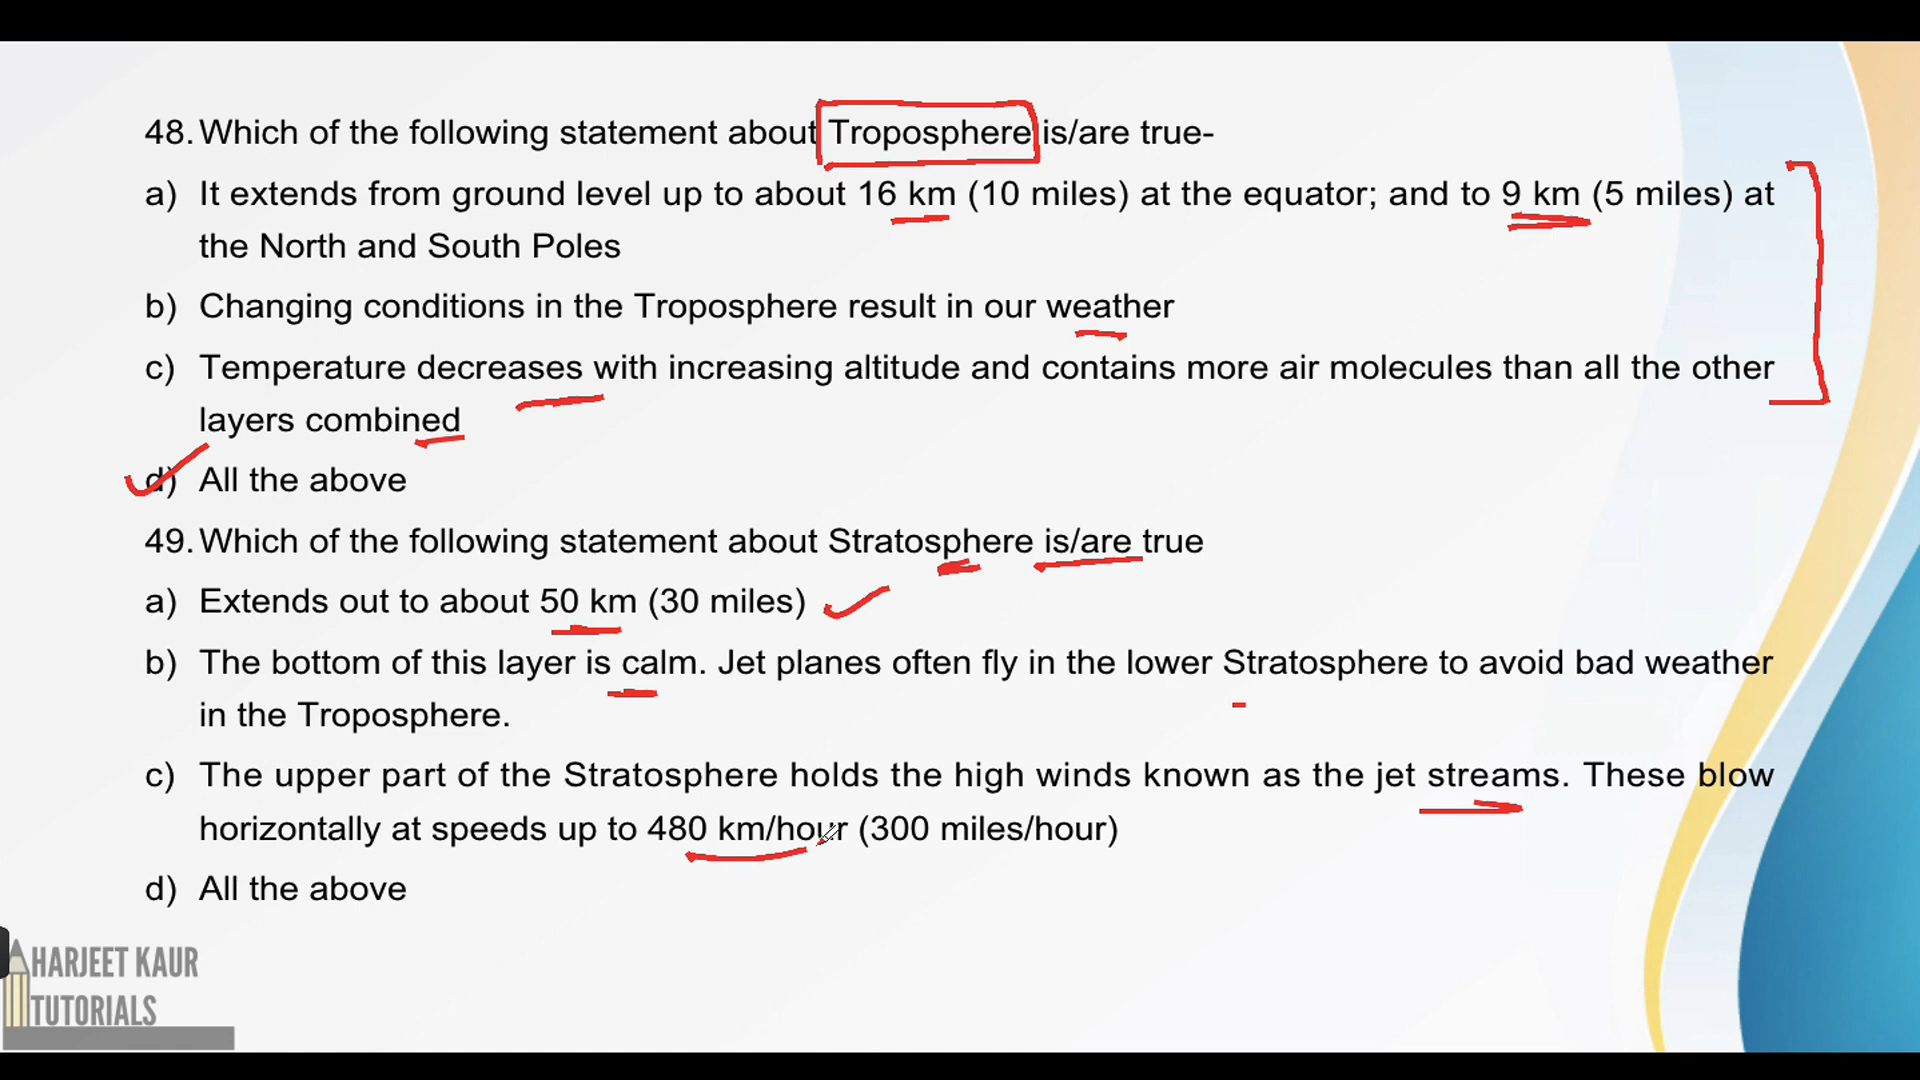 48. Which of the following statement about Troposphere is/are true-
a) It extends from ground level up to about 16 km (10 miles) at the equator; and to 9 km (5 miles) at
the North and South Poles
b) Changing conditions in the Troposphere result in our weather
c) Temperature decreases with increasing altitude and contains more air molecules than all the other
layers combined
d) All the above
49. Which of the following statement about Stratosphere is/are true
a) Extends out to about 50 km (30 miles)
b) The bottom of this layer is calm. Jet planes often fly in the lower Stratosphere to avoid bad weather
in the Troposphere.
c) The upper part of the Stratosphere holds the high winds known as the jet streams. These blow
horizontally at speeds up to 480 km/hour (300 miles/hour)
d) All the above
HARJEET KAUR
TUTORIALS